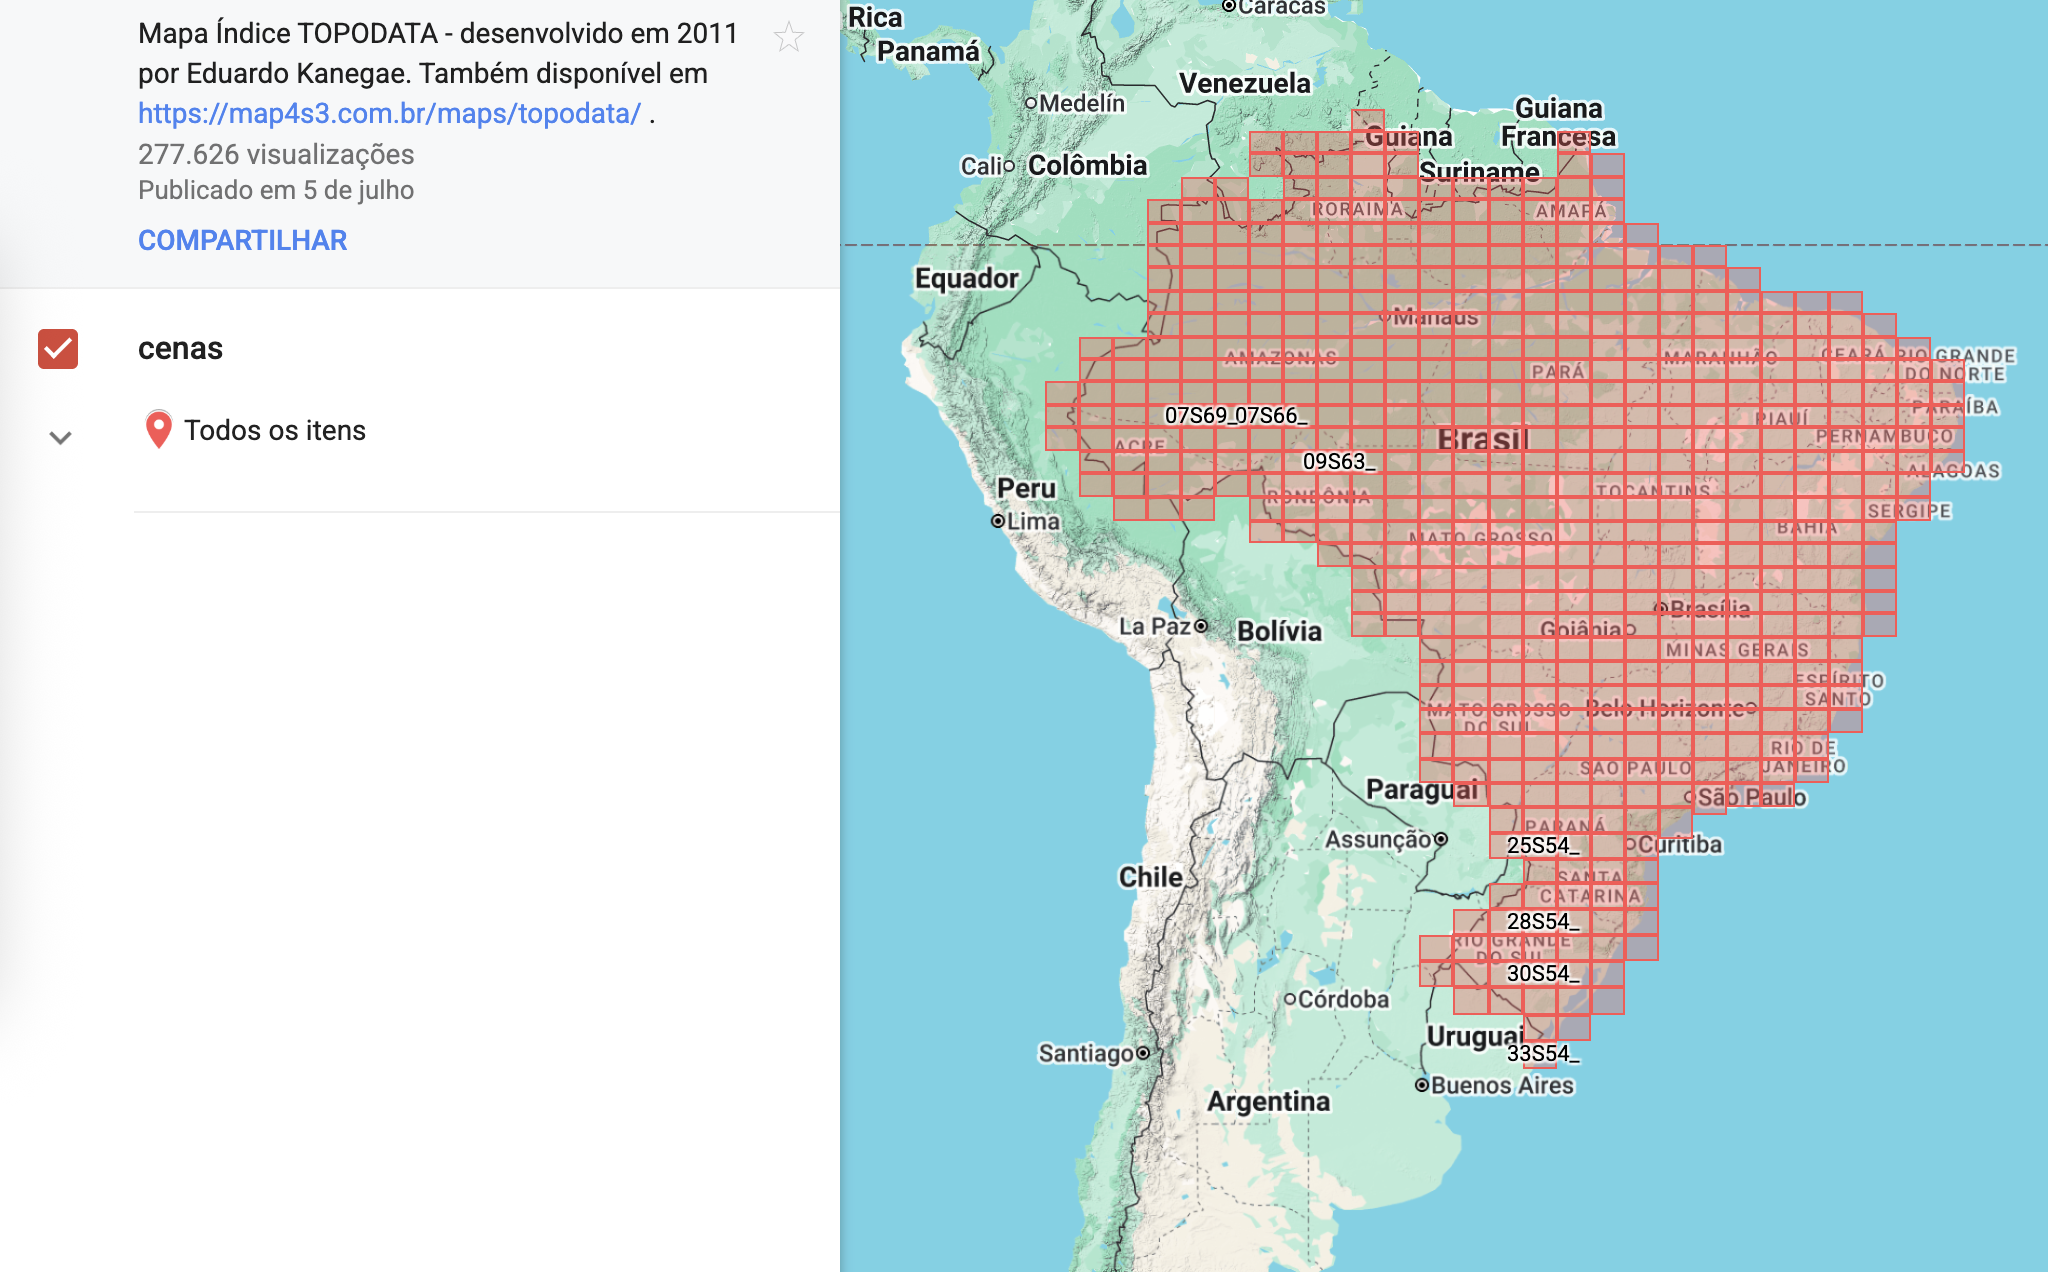 Mapa Índice TOPODATA - desenvolvido em 2011
por Eduardo Kanegae. Também disponível em
https://map4s3.com.br/maps/topodata/ .
277.626 visualizações
Publicado em 5 de julho
COMPARTILHAR
cenas
Todos os itens
Rica
Caracas
Panamá
Venezuela
Medelín
Guiana
Guiana
Francesa
Cali
Colômbia
Suriname
RORAIMA
AMAPÁ
Equador
Manaus
AMAZONAS
PARÁ
MARANHÃO
CEARÁ
RIO GRANDE
DO NORTE
07S69_
07S66_
PARAÍBA
PIAUÍ
ACRE
Brasil
PERNAMBUCO
09S63_
ALAGOAS
Peru
RONDÔNIA
TOCANTINS
Lima
SERGIPE
BAHIA
MATO GROSSO
Brasília
La Paz
Bolívia
Goiânia
MINAS GERAIS
ESPÍRITO
SANTO
MATO GROSSO
DO SUL
Belo Horizonte
RIO DE
JANEIRO
SÃO PAULO
Paraguai
São Paulo
PARANÁ
Assunção
25S54_
Curitiba
Chile
SANTA
CATARINA
28S54_
RIO GRANDE
DO SUL
30S54_
Córdoba
Uruguai
Santiago
33S54_
Buenos Aires
Argentina